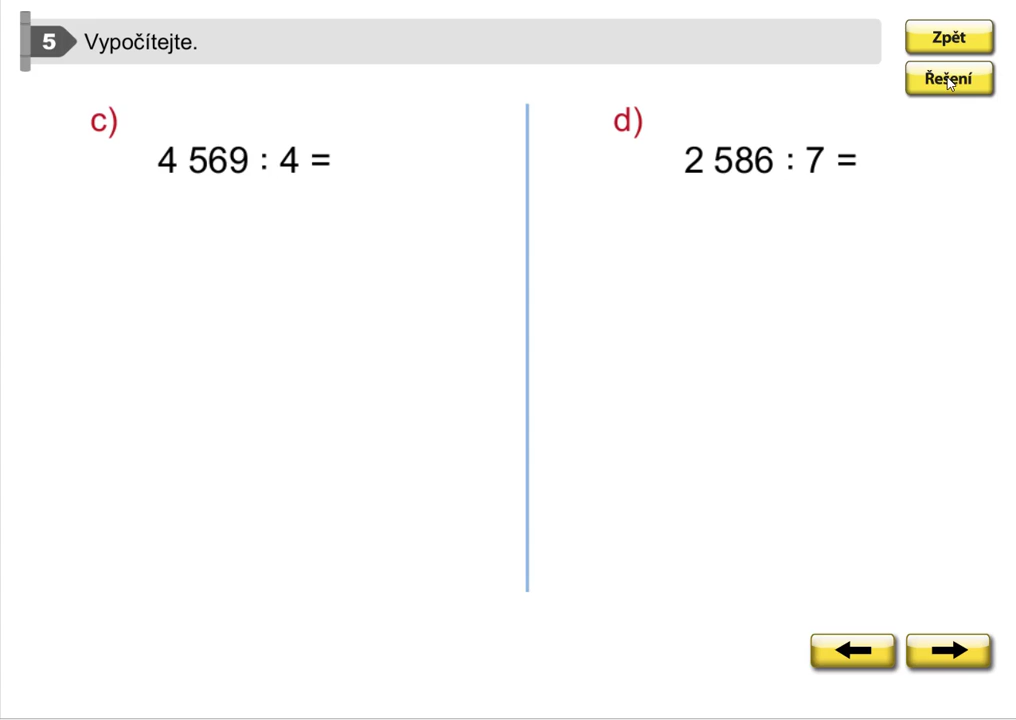 5 Vypočítejte.
Zpět
Řešení
c)
4 569 : 4 =
d)
2 586 : 7 =